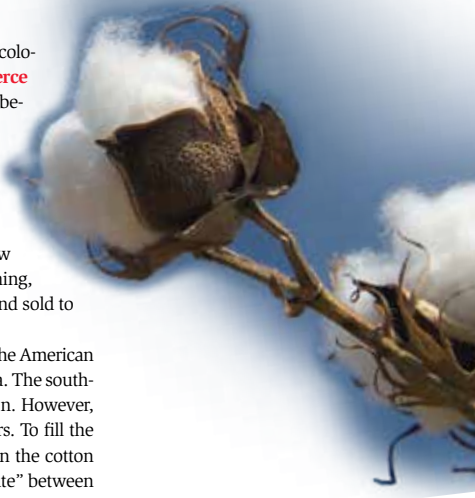 colo-
erce
be-
w
ing,
nd sold to
he American
n. The south-
n. However,
rs. To fill the
n the cotton
te” between